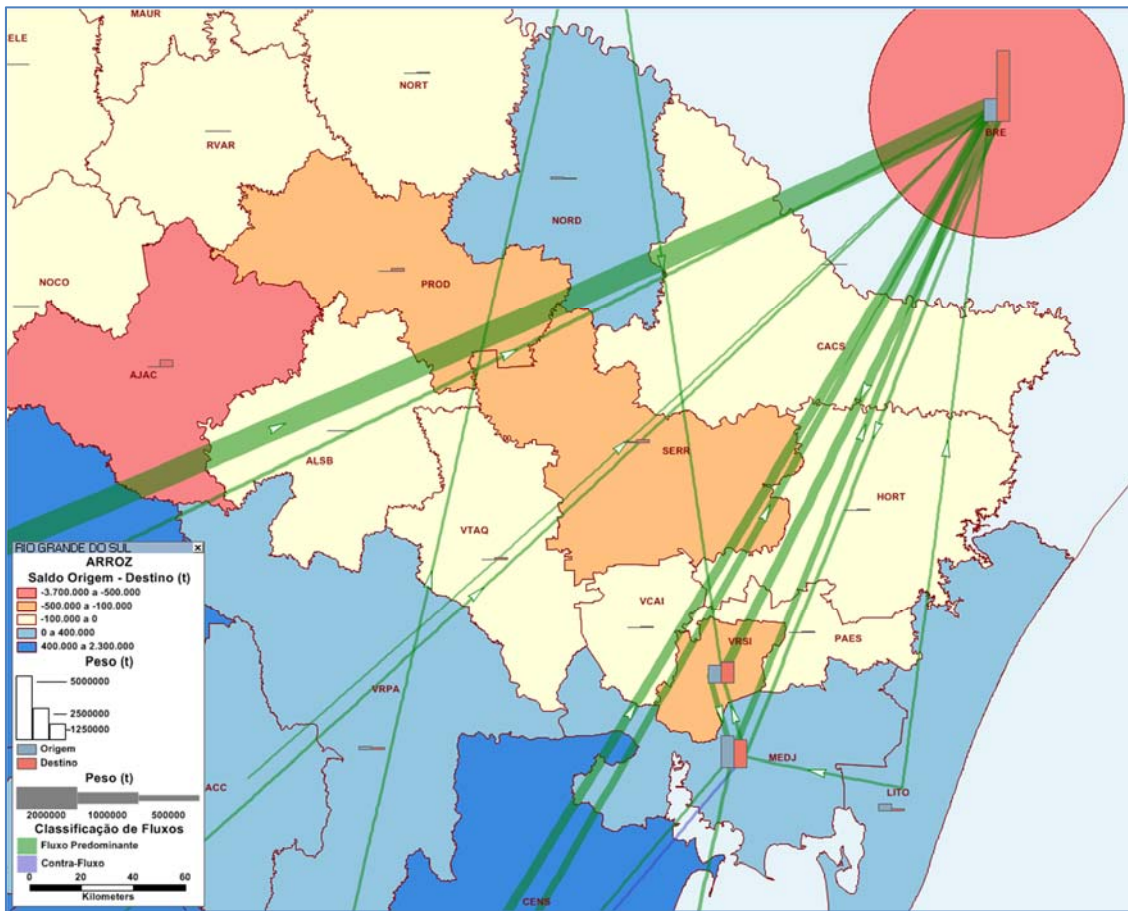 MAUR
ELE
NORT
RVAR
BRE
NORD
NOCO
PROD
CACS
AJAC
ALSB
SERR
HORT
VTAQ
VCAI
VRSI
PAES
VRPA
MEDJ
ACC
LITO
CENS
RIO GRANDE DO SUL
ARROZ
Saldo Origem - Destino (t)
-3.700.000 a -500.000
-500.000 a -100.000
-100.000 a 0
0 a 400.000
400.000 a 2.300.000
Peso (t)
5000000
2500000
1250000
Origem
Destino
Peso (t)
2000000 1000000 500000
Classificação de Fluxos
Fluxo Predominante
Contra-Fluxo
0 20 40 60
Kilometers